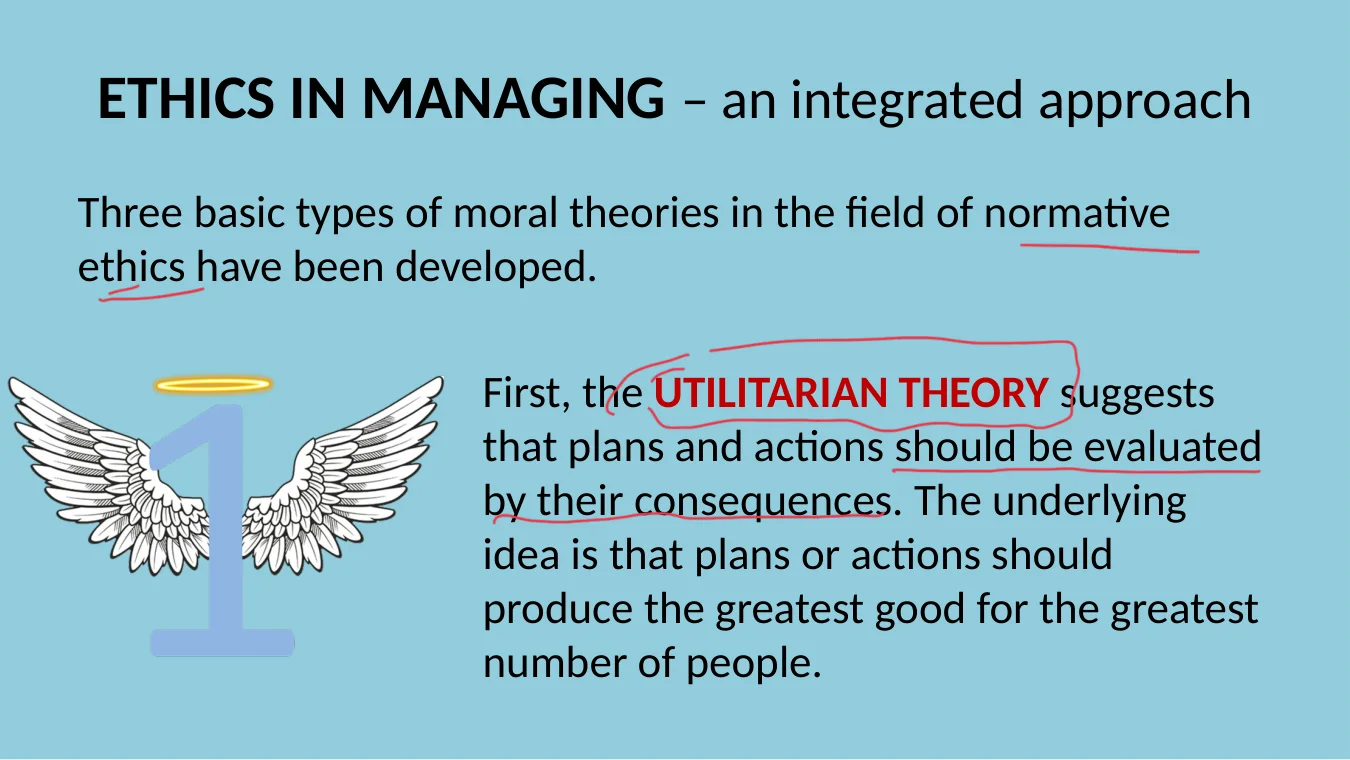 ETHICS IN MANAGING – an integrated approach
Three basic types of moral theories in the field of normative
ethics have been developed.
1
First, the UTILITARIAN THEORY suggests
that plans and actions should be evaluated
by their consequences. The underlying
idea is that plans or actions should
produce the greatest good for the greatest
number of people.